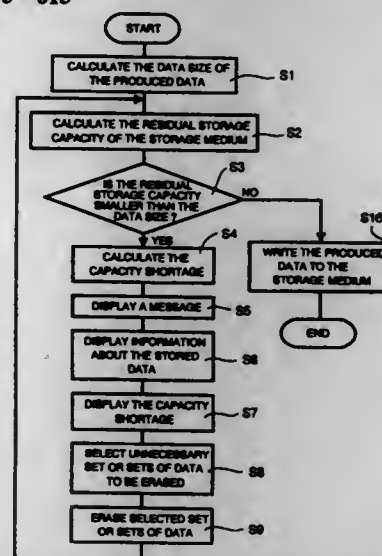 START
CALCULATE THE DATA SIZE OF
THE PRODUCED DATA
S1
CALCULATE THE RESIDUAL STORAGE
CAPACITY OF THE STORAGE MEDIUM
S2
IS THE RESIDUAL
STORAGE CAPACITY
SMALLER THAN THE
DATA SIZE ?
S3
NO
YES
CALCULATE THE
CAPACITY SHORTAGE
S4
S16
WRITE THE PRODUCED
DATA TO THE
STORAGE MEDIUM
END
DISPLAY A MESSAGE
S5
DISPLAY INFORMATION
ABOUT THE STORED
DATA
S6
DISPLAY THE CAPACITY
SHORTAGE
S7
SELECT UNNECESSARY
SET OR SETS OF DATA
TO BE ERASED
S8
ERASE SELECTED SET
OR SETS OF DATA
S9